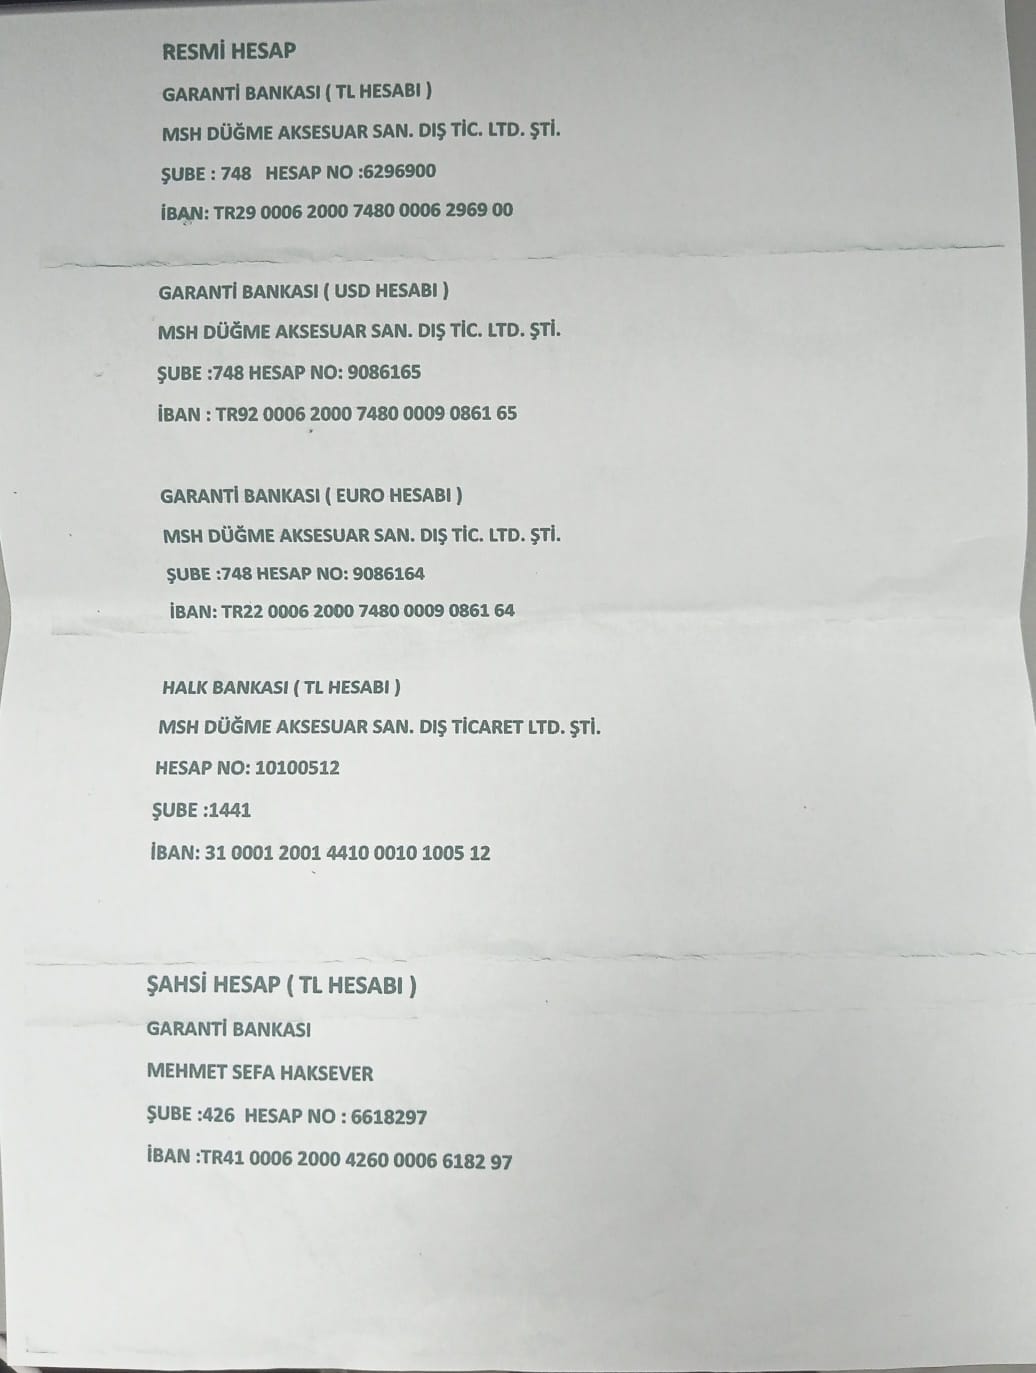 RESMİ HESAP
GARANTİ BANKASI ( TL HESABI )
MSH DÜĞME AKSESUAR SAN. DIŞ TİC. LTD. ŞTİ.
ŞUBE : 748 HESAP NO :6296900
İBAN: TR29 0006 2000 7480 0006 2969 00
GARANTİ BANKASI ( USD HESABI )
MSH DÜĞME AKSESUAR SAN. DIŞ TİC. LTD. ŞTİ.
ŞUBE :748 HESAP NO: 9086165
İBAN : TR92 0006 2000 7480 0009 0861 65
GARANTİ BANKASI ( EURO HESABI )
MSH DÜĞME AKSESUAR SAN. DIŞ TİC. LTD. ŞTİ.
ŞUBE :748 HESAP NO: 9086164
İBAN: TR22 0006 2000 7480 0009 0861 64
HALK BANKASI ( TL HESABI )
MSH DÜĞME AKSESUAR SAN. DIŞ TİCARET LTD. ŞTİ.
HESAP NO: 10100512
ŞUBE :1441
İBAN: 31 0001 2001 4410 0010 1005 12
ŞAHSİ HESAP ( TL HESABI )
GARANTİ BANKASI
MEHMET SEFA HAKSEVER
ŞUBE :426 HESAP NO : 6618297
İBAN :TR41 0006 2000 4260 0006 6182 97